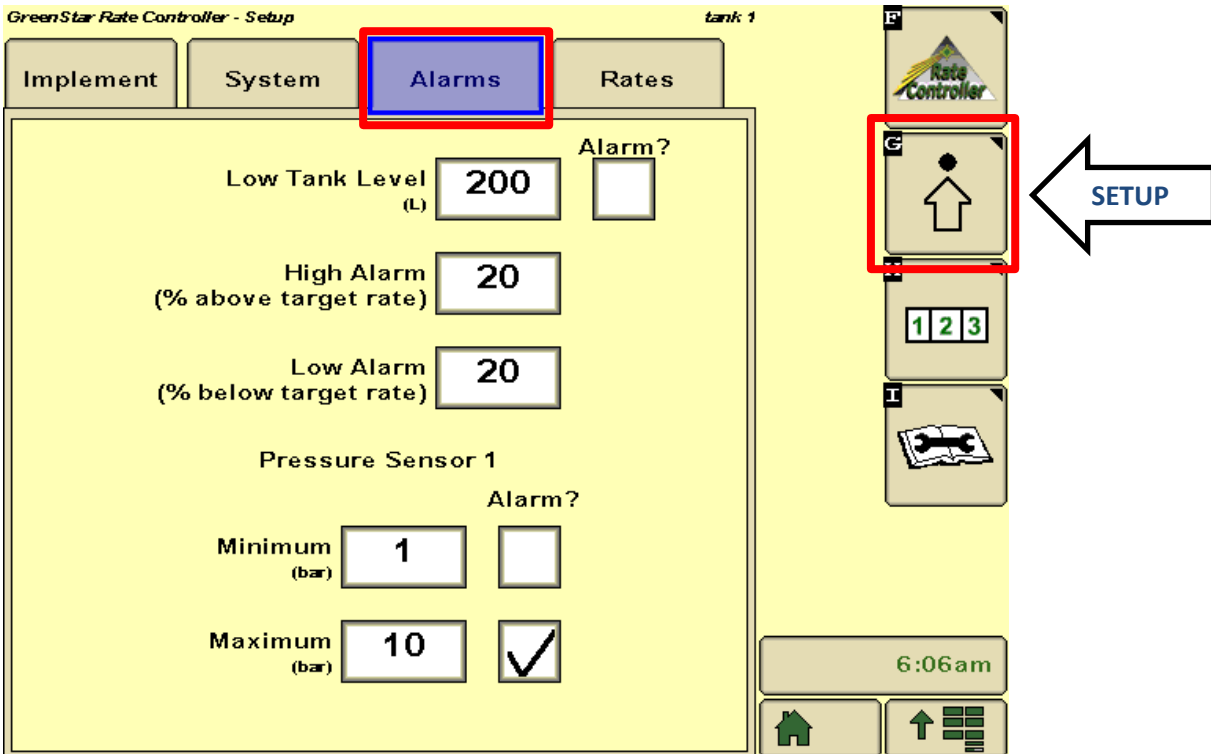 GreenStar Rate Controller - Setup
tank 1
Implement
System
Alarms
Rates
Alarm?
Low Tank Level
(L)
200
High Alarm
(% above target rate)
20
Low Alarm
(% below target rate)
20
Pressure Sensor 1
Alarm?
Minimum
(bar)
1
Maximum
(bar)
10
F
Rate
Controller
G
SETUP
1 2 3
I
6:06am